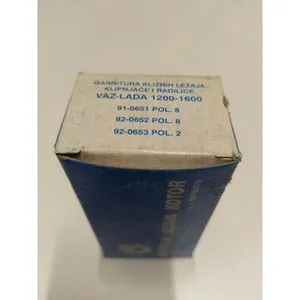 GARNITURA KLIZNIH LEŽAJA
KLIPNJAČE I RADILICE
VAZ-LADA 1200-1600
91-0651 POL. 8
92-0652 POL. 8
92-0653 POL. 2
KOTOR